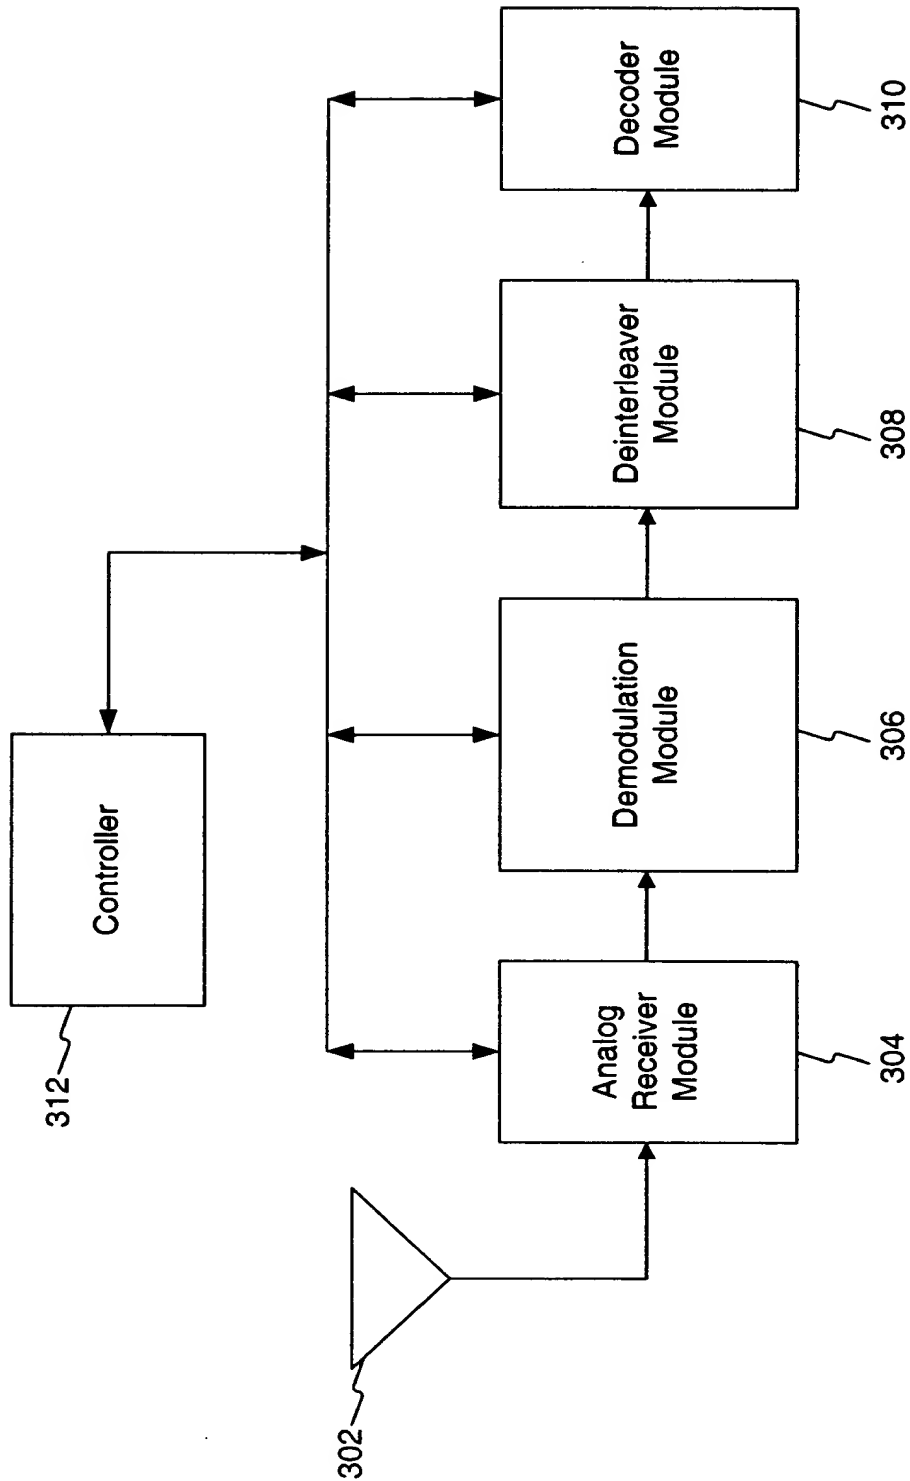 312
Controller
302
Analog
Receiver
Module
304
Demodulation
Module
306
Deinterleaver
Module
308
Decoder
Module
310